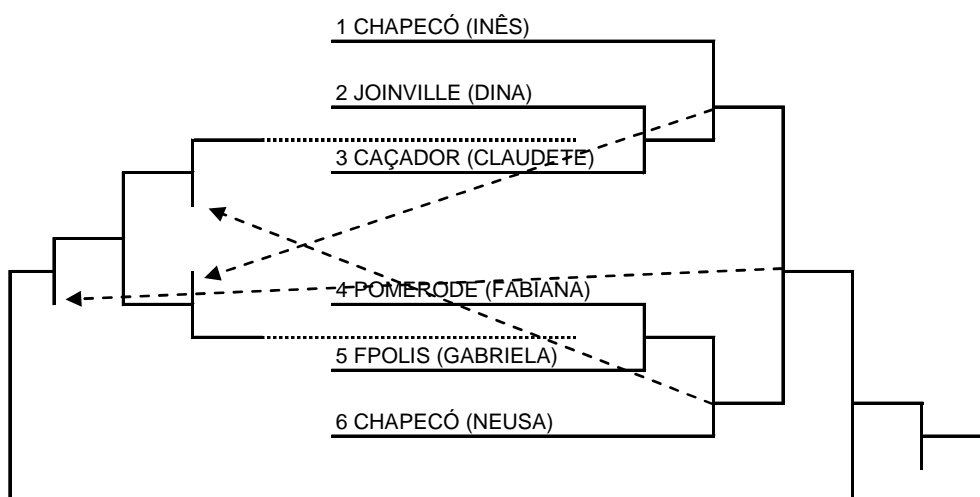 1 CHAPECÓ (INÊS)
2 JOINVILLE (DINA)
3 CAÇADOR (CLAUDETE)
4 POMERODE (FABIANA)
5 FPOLIS (GABRIELA)
6 CHAPECÓ (NEUSA)